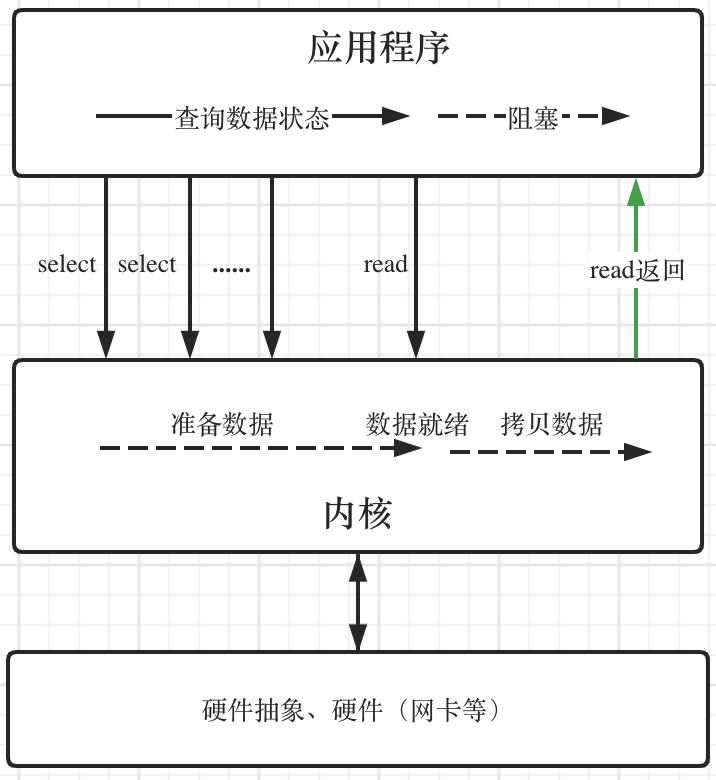 应用程序
查询数据状态 阻塞
select select ...... read read返回
准备数据 数据就绪 拷贝数据
内核
硬件抽象、硬件（网卡等）